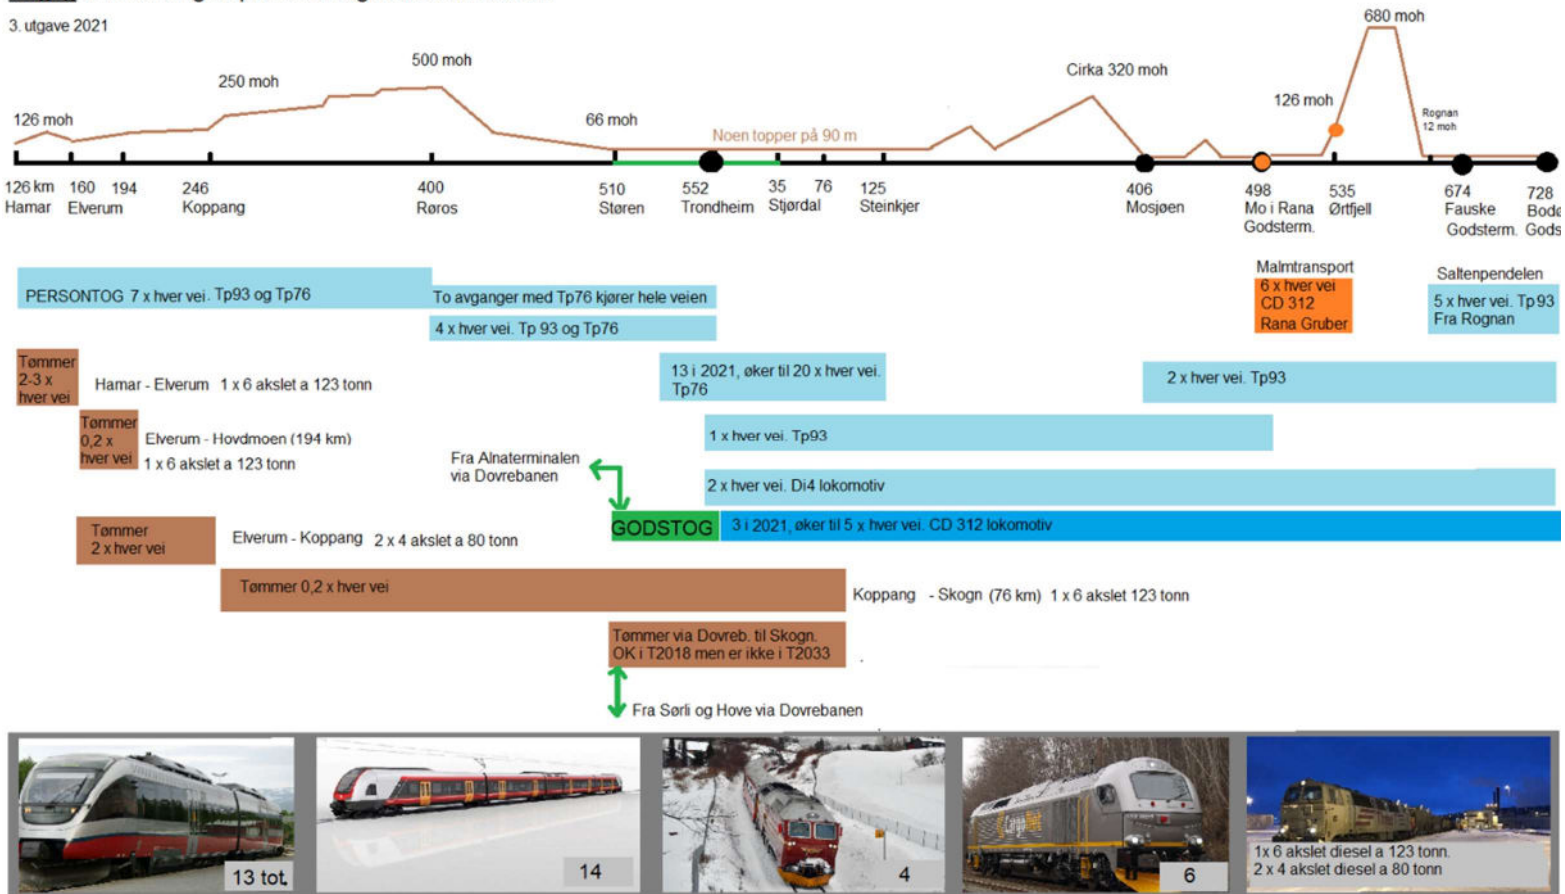 3. utgave 2021
680 moh
500 moh
250 moh
Cirka 320 moh
126 moh
126 moh
66 moh
Rognan
12 moh
Noen topper på 90 m
126 km
Hamar
160
Elverum
194
246
Koppang
400
Røros
510
Støren
552
Trondheim
35
Stjørdal
76
125
Steinkjer
406
Mosjøen
498
Mo i Rana
Godsterm.
535
Ørtfjell
674
Fauske
Godsterm.
728
Bodø
Gods
PERSONTOG 7 x hver vei. Tp93 og Tp76
To avganger med Tp76 kjører hele veien
4 x hver vei. Tp 93 og Tp76
Malmtransport
6 x hver vei
CD 312
Rana Gruber
Saltenpendelen
5 x hver vei. Tp 93
Fra Rognan
Tømmer
2-3 x
hver vei
Hamar - Elverum 1 x 6 akslet a 123 tonn
13 i 2021, øker til 20 x hver vei.
Tp76
2 x hver vei. Tp93
Tømmer
0,2 x
hver vei
Elverum - Hovdmoen (194 km)
1 x 6 akslet a 123 tonn
1 x hver vei. Tp93
Fra Alnaterminalen
via Dovrebanen
2 x hver vei. Di4 lokomotiv
GODSTOG
3 i 2021, øker til 5 x hver vei. CD 312 lokomotiv
Tømmer
2 x hver vei
Elverum - Koppang 2 x 4 akslet a 80 tonn
Tømmer 0,2 x hver vei
Koppang - Skogn (76 km) 1 x 6 akslet 123 tonn
Tømmer via Dovreb. til Skogn.
OK i T2018 men er ikke i T2033
Fra Sørli og Hove via Dovrebanen
13 tot.
14
4
6
1x 6 akslet diesel a 123 tonn.
2 x 4 akslet diesel a 80 tonn